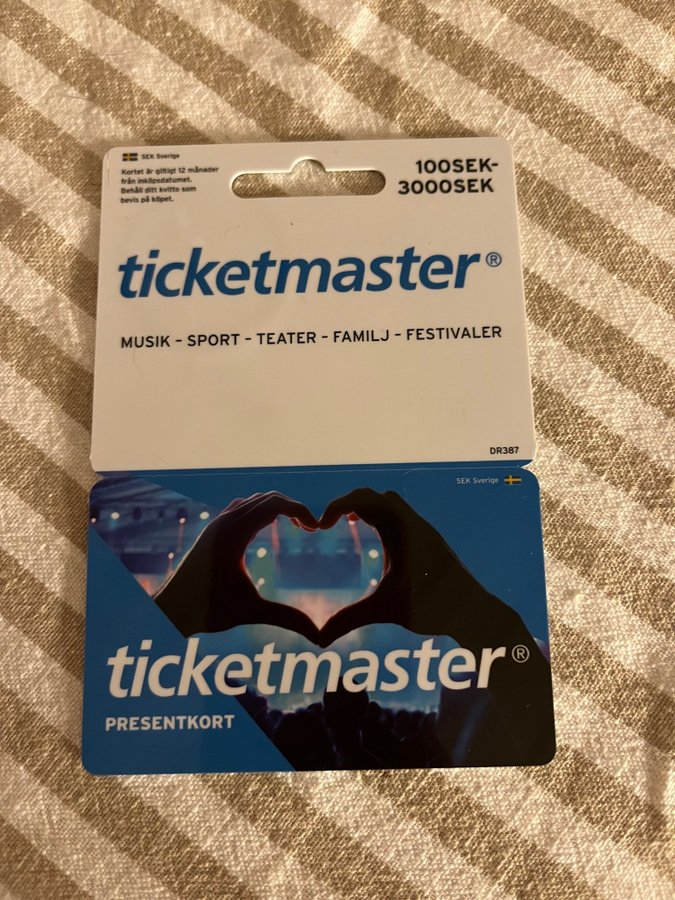 SEK Sverige
Kortet är giltigt 12 månader
från inköpsdatumet.
Behåll ditt kvitto som
bevis på köpet.
100SEK-
3000SEK
ticketmaster®
MUSIK – SPORT – TEATER – FAMILJ – FESTIVALER
DR387
SEK Sverige
ticketmaster®
PRESENTKORT